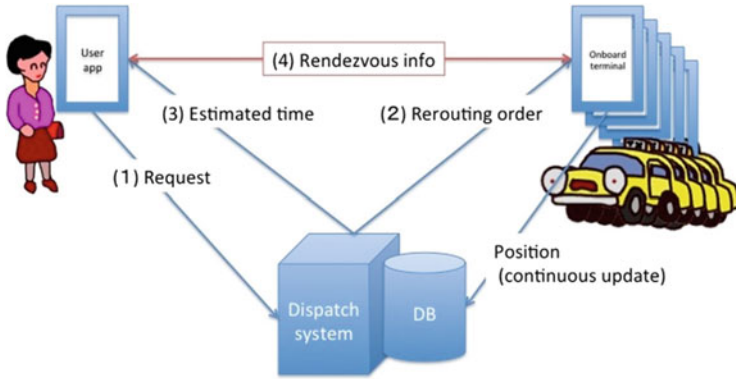 User
app
(4) Rendezvous info
Onboard
terminal
(3) Estimated time
(2) Rerouting order
(1) Request
Position
(continuous update)
Dispatch
system
DB